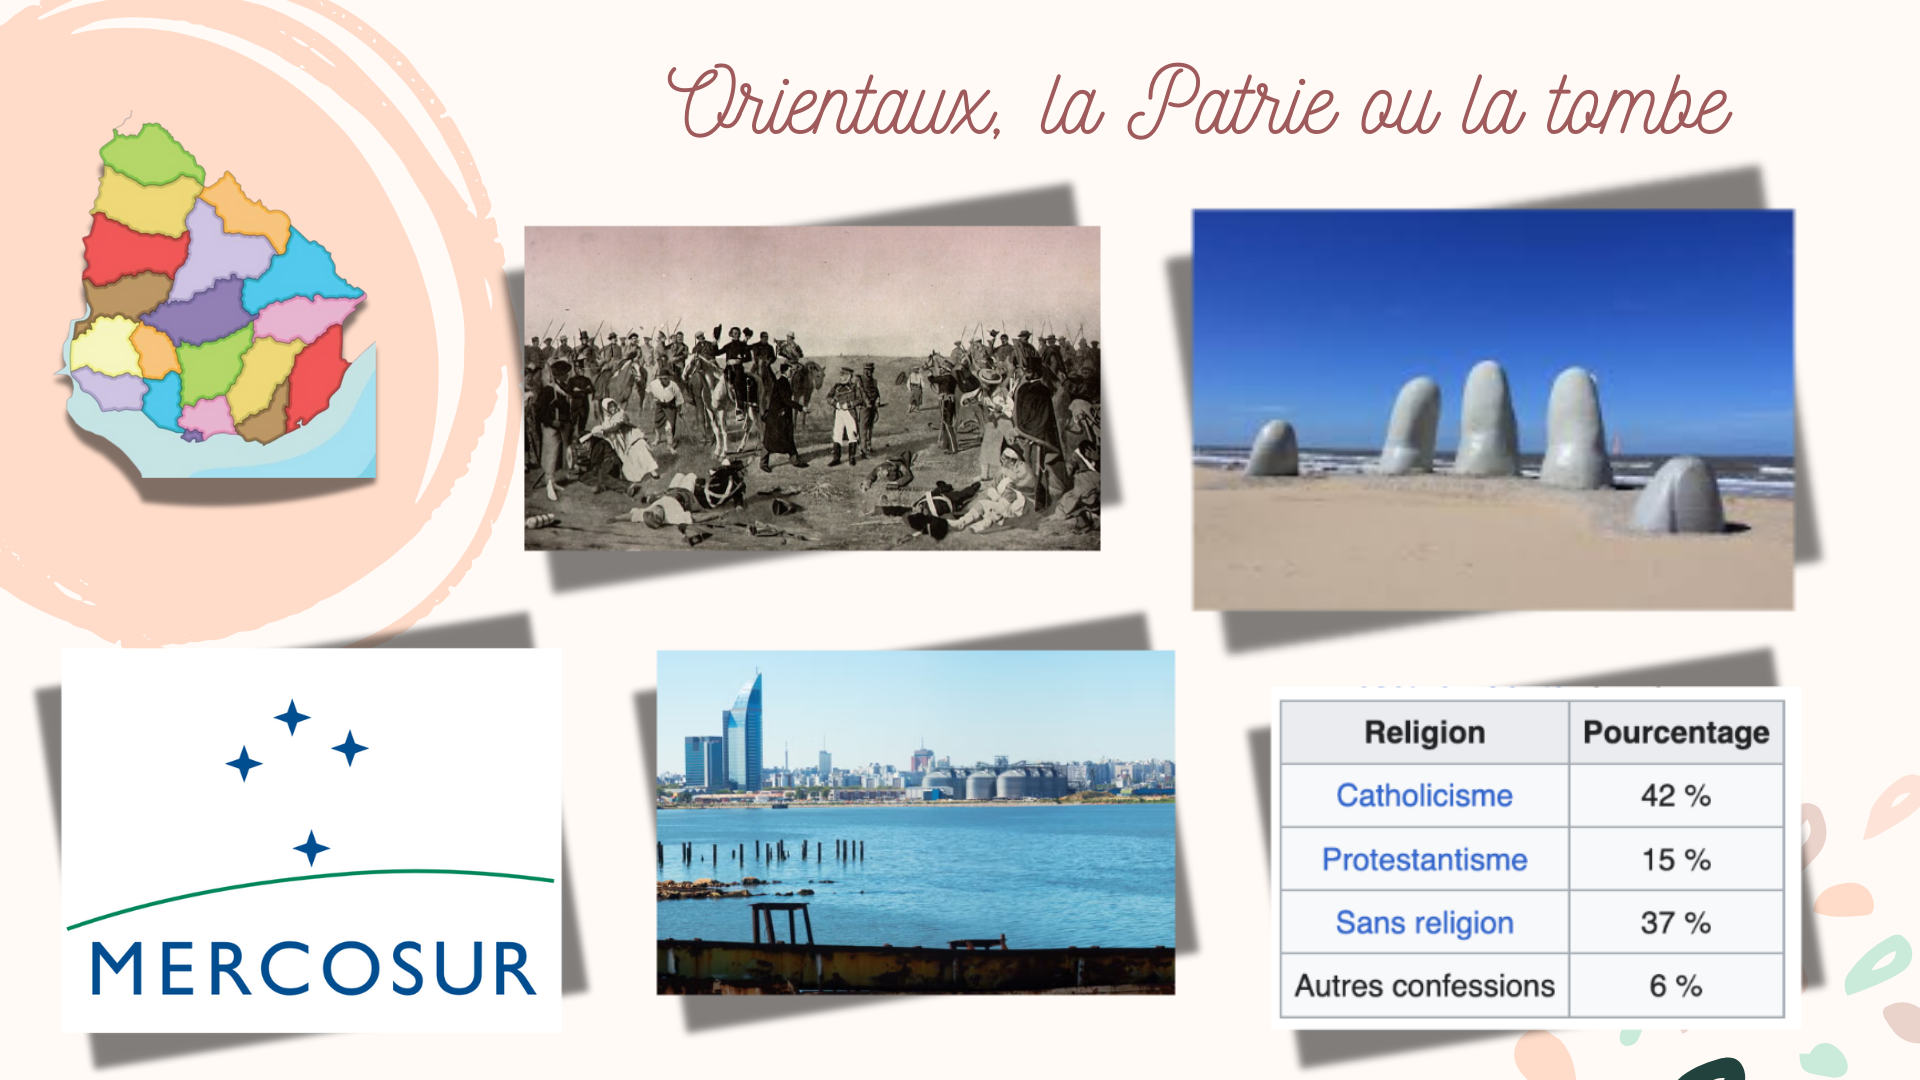 Orientaux, la Patrie ou la tombe
MERCOSUR
Religion Pourcentage
Catholicisme 42 %
Protestantisme 15 %
Sans religion 37 %
Autres confessions 6 %